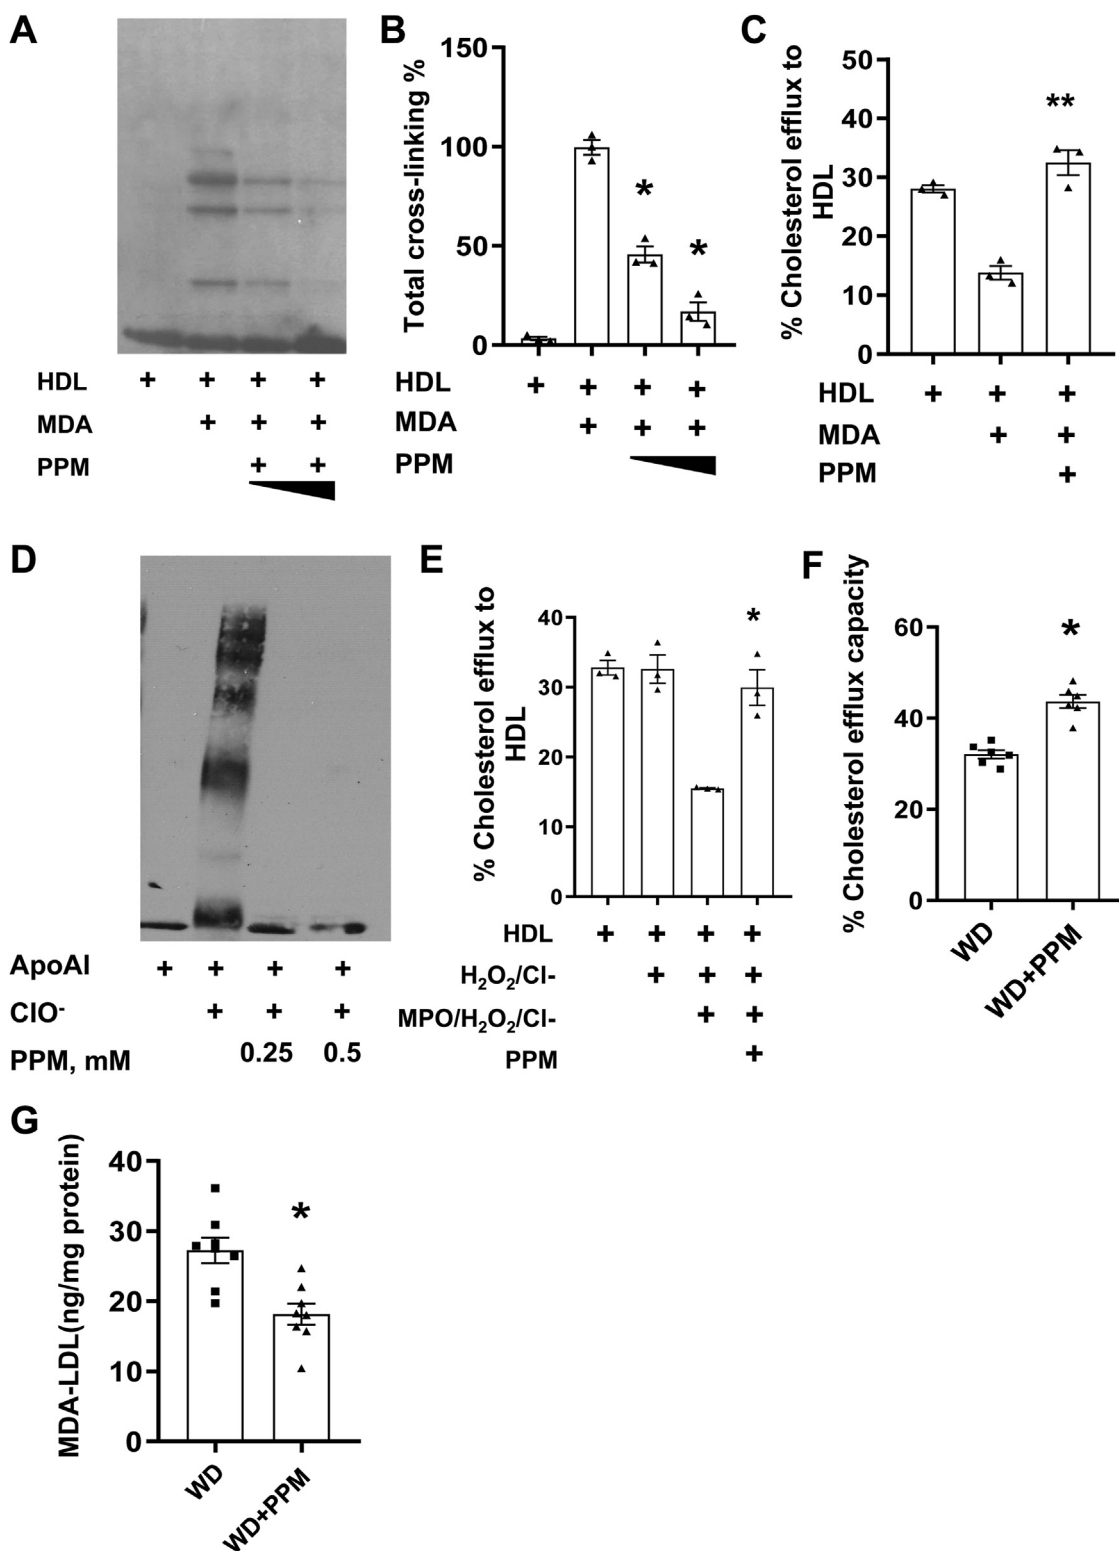 A
HDL + + + +
MDA + + +
PPM + +
B
Total cross-linking %
150
100
50
0
*
*
HDL + + + +
MDA + + +
PPM
C
% Cholesterol efflux to
HDL
50
40
30
20
10
0
**
HDL + + +
MDA + +
PPM +
D
ApoAI + + + +
ClO- + + +
PPM, mM 0.25 0.5
E
% Cholesterol efflux to
HDL
40
30
20
10
0
*
HDL + + + +
H₂O₂/Cl- + + +
MPO/H₂O₂/Cl- + +
PPM +
F
% Cholesterol efflux capacity
60
40
20
0
*
WD
WD+PPM
G
MDA-LDL(ng/mg protein)
40
30
20
10
0
*
WD
WD+PPM